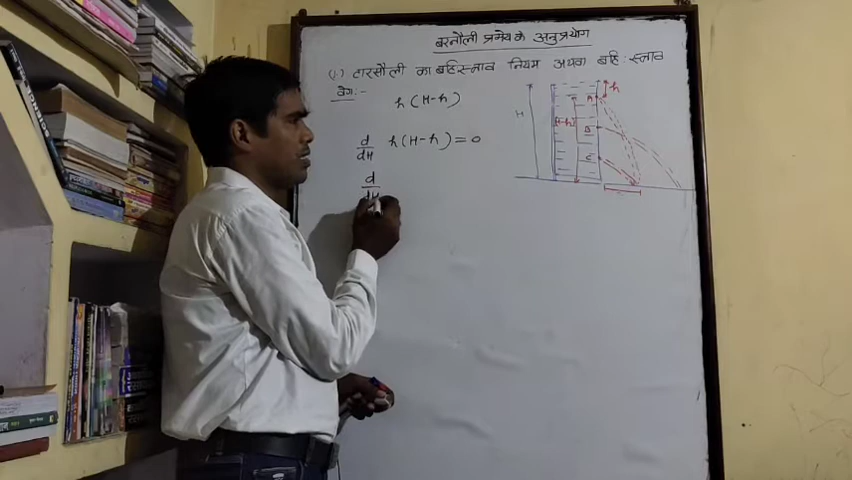 बरनौली प्रमेय के अनुप्रयोग
(1.) टारसौली का बहिस्त्राव नियम अथवा बहि: स्त्राव
वेग:-
h(H-h)
d/dH h(H-h)=0
d/dH
H
H-h
A
B
C
h